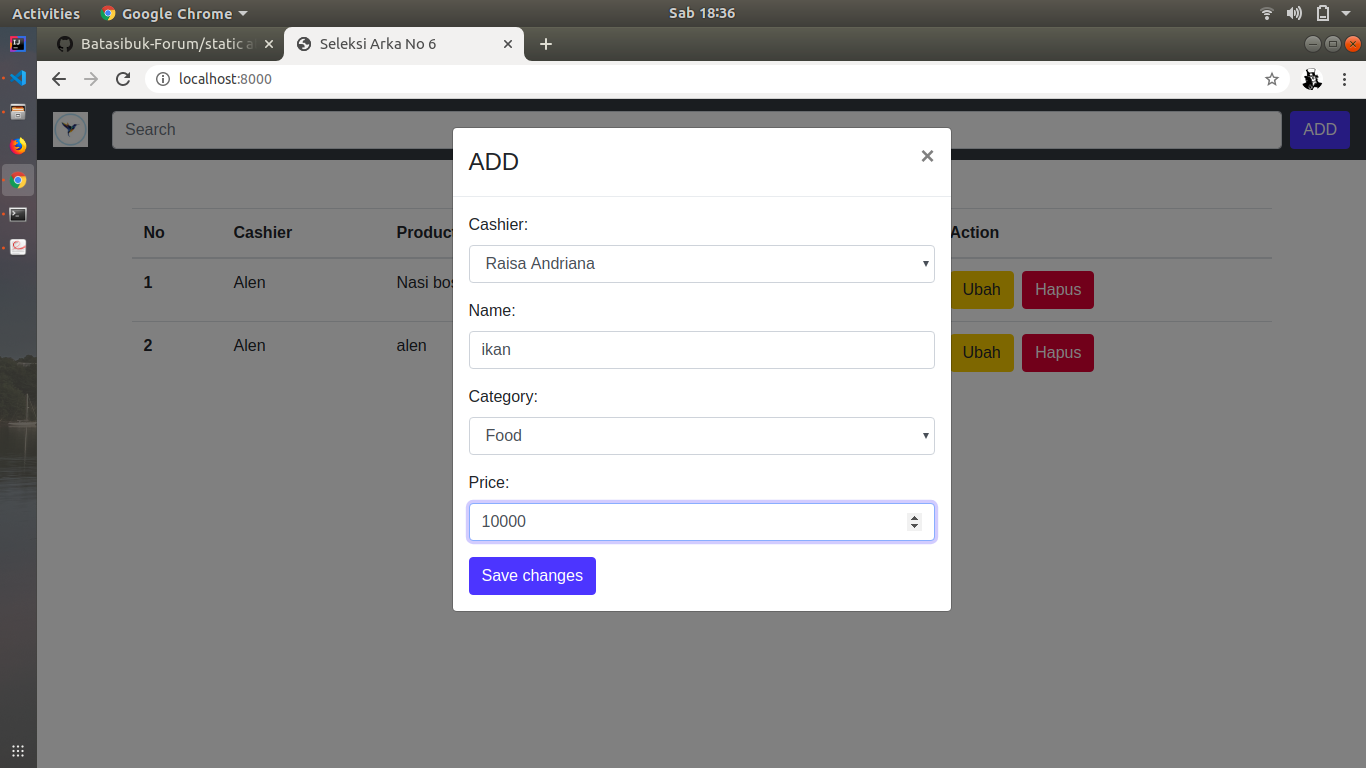 Activities Google Chrome Sab 18:36
Batasibuk-Forum/static a Seleksi Arka No 6
localhost:8000
Search ADD
ADD ×
No Cashier Product Action
Cashier:
Raisa Andriana
1 Alen Nasi bos Ubah Hapus
Name:
ikan
2 Alen alen Ubah Hapus
Category:
Food
Price:
10000
Save changes